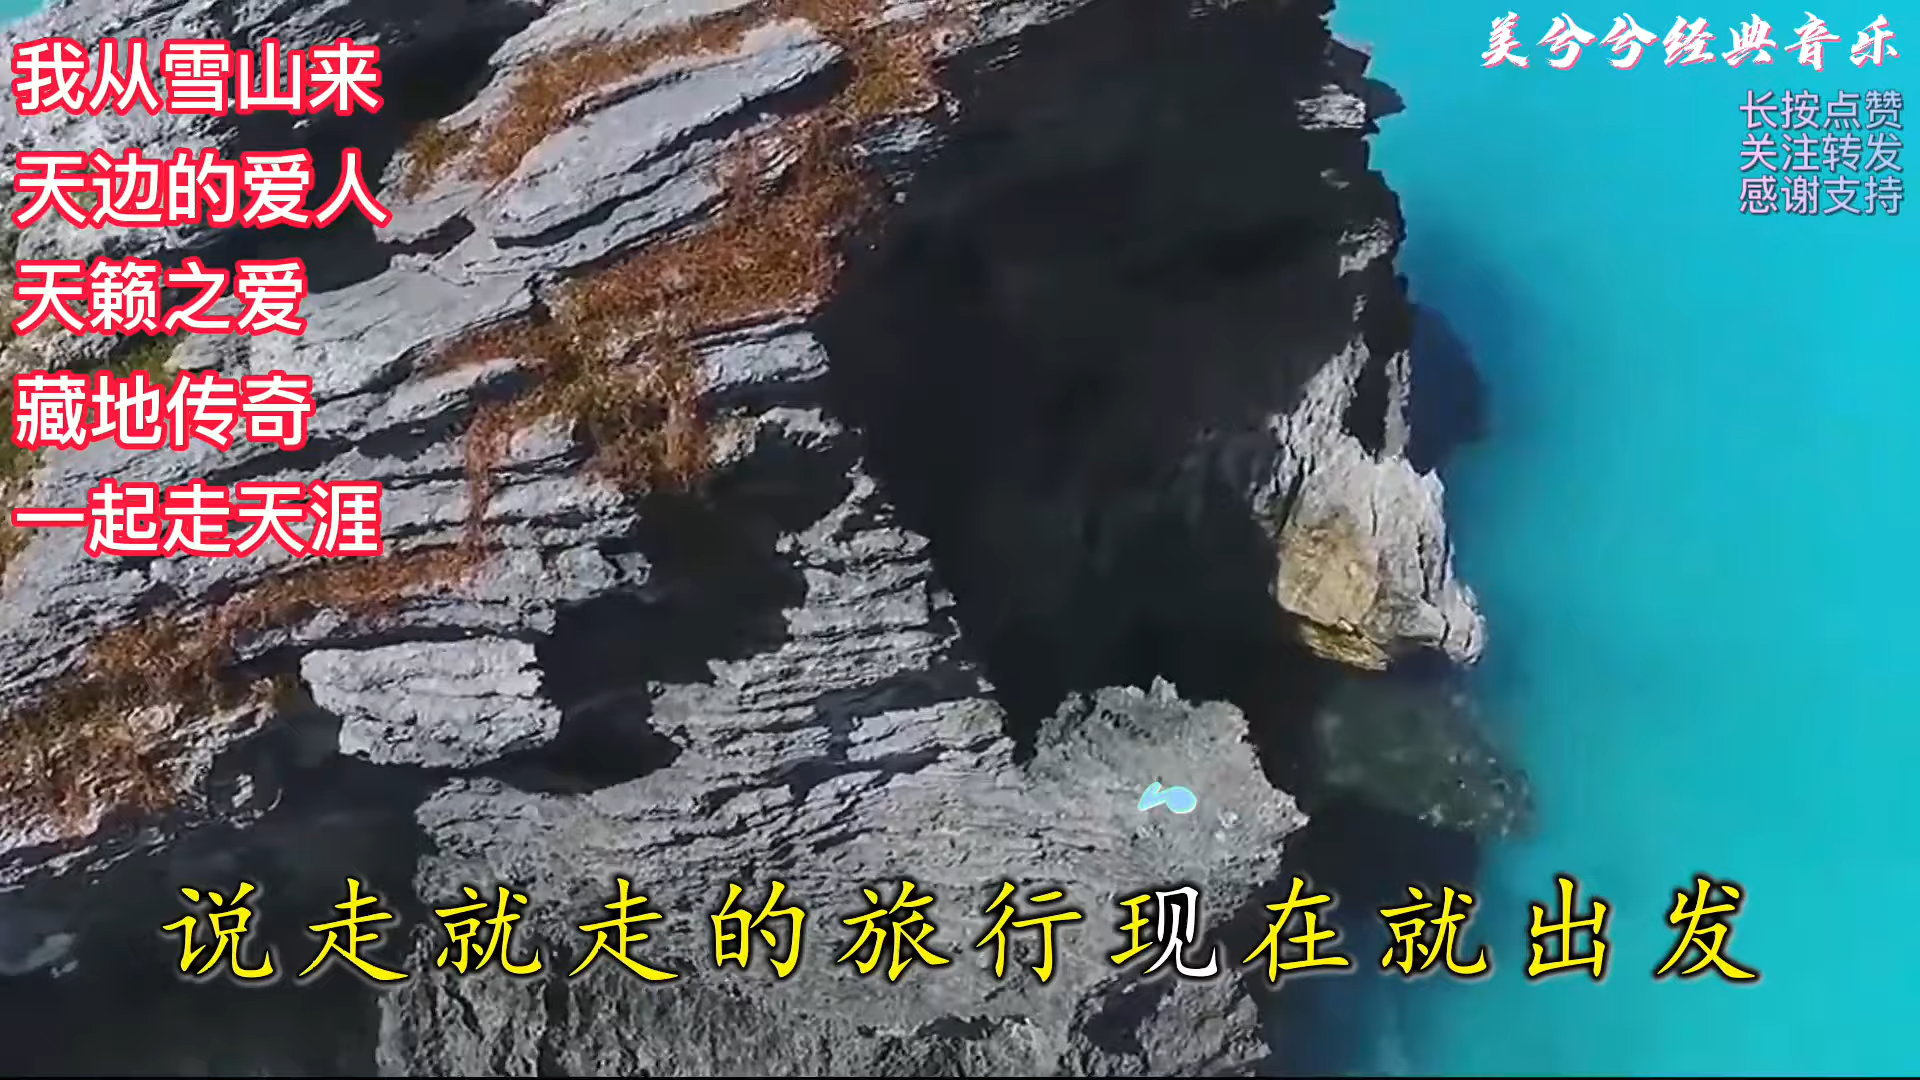 我从雪山来
天边的爱人
天籁之爱
藏地传奇
一起走天涯
美兮兮经典音乐
长按点赞
关注转发
感谢支持
说走就走的旅行现在就出发